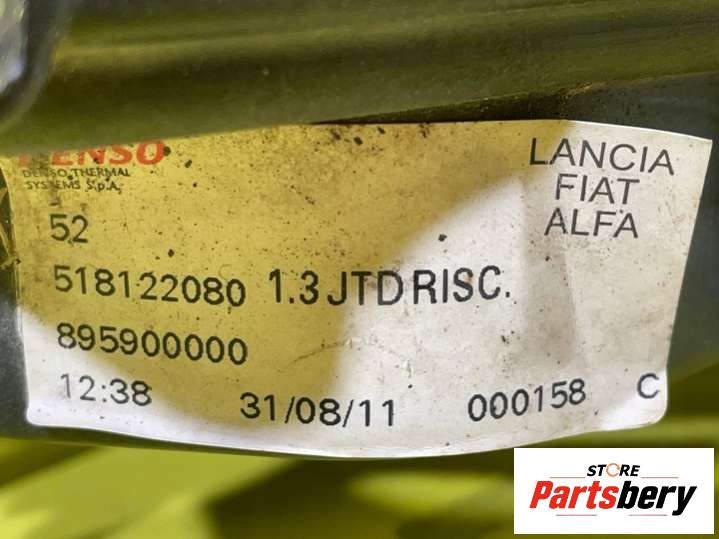 DENSO
DENSO THERMAL
SYSTEMS S.p.A.
LANCIA
FIAT
ALFA
52
518122080 1.3 JTD RISC.
895900000
12:38 31/08/11 000158 C
STORE
Partsbery